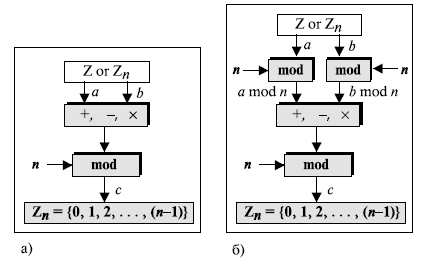 Z or Zn
a
b
+, –, ×
n
mod
c
Zn = {0, 1, 2, . . . , (n–1)}
а)
Z or Zn
a
b
n
mod
mod
n
a mod n
b mod n
+, –, ×
n
mod
c
Zn = {0, 1, 2, . . . , (n–1)}
б)